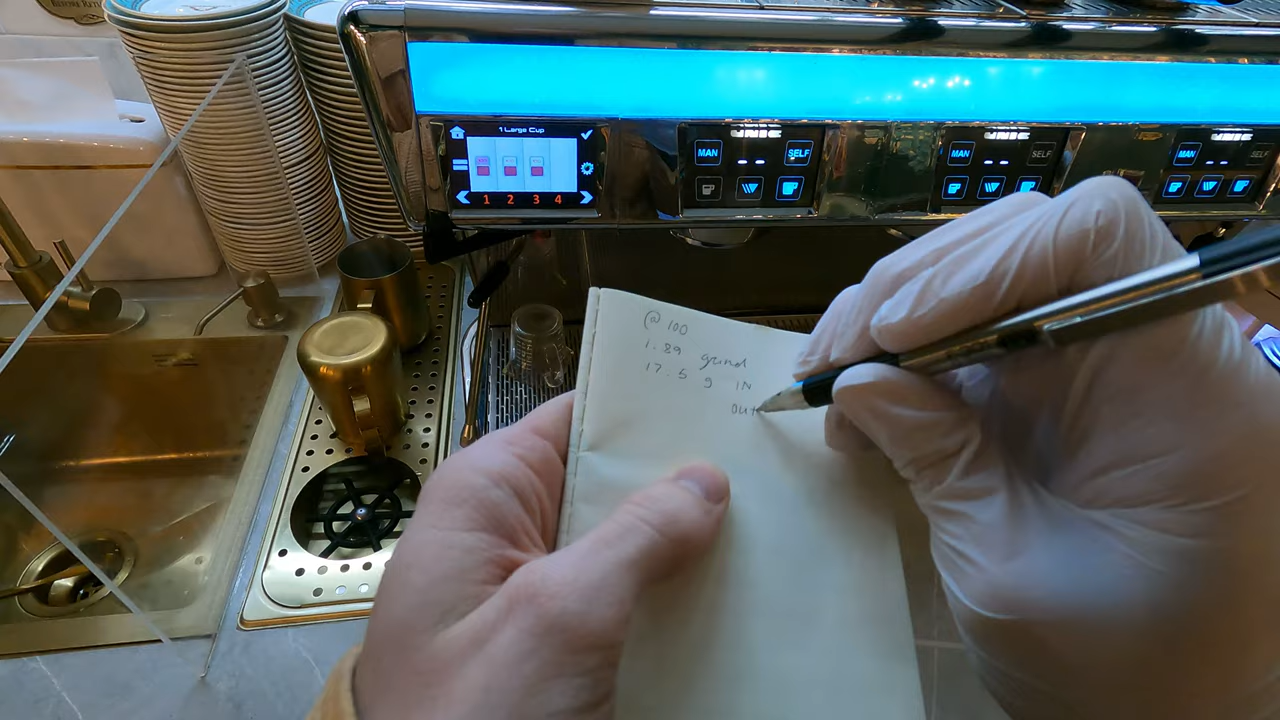 1 Large Cup
1 2 3 4
MAN
SELF
MAN
SELF
MAN
SELF
@ 100
1.89 grind
17.5 g IN
OUT